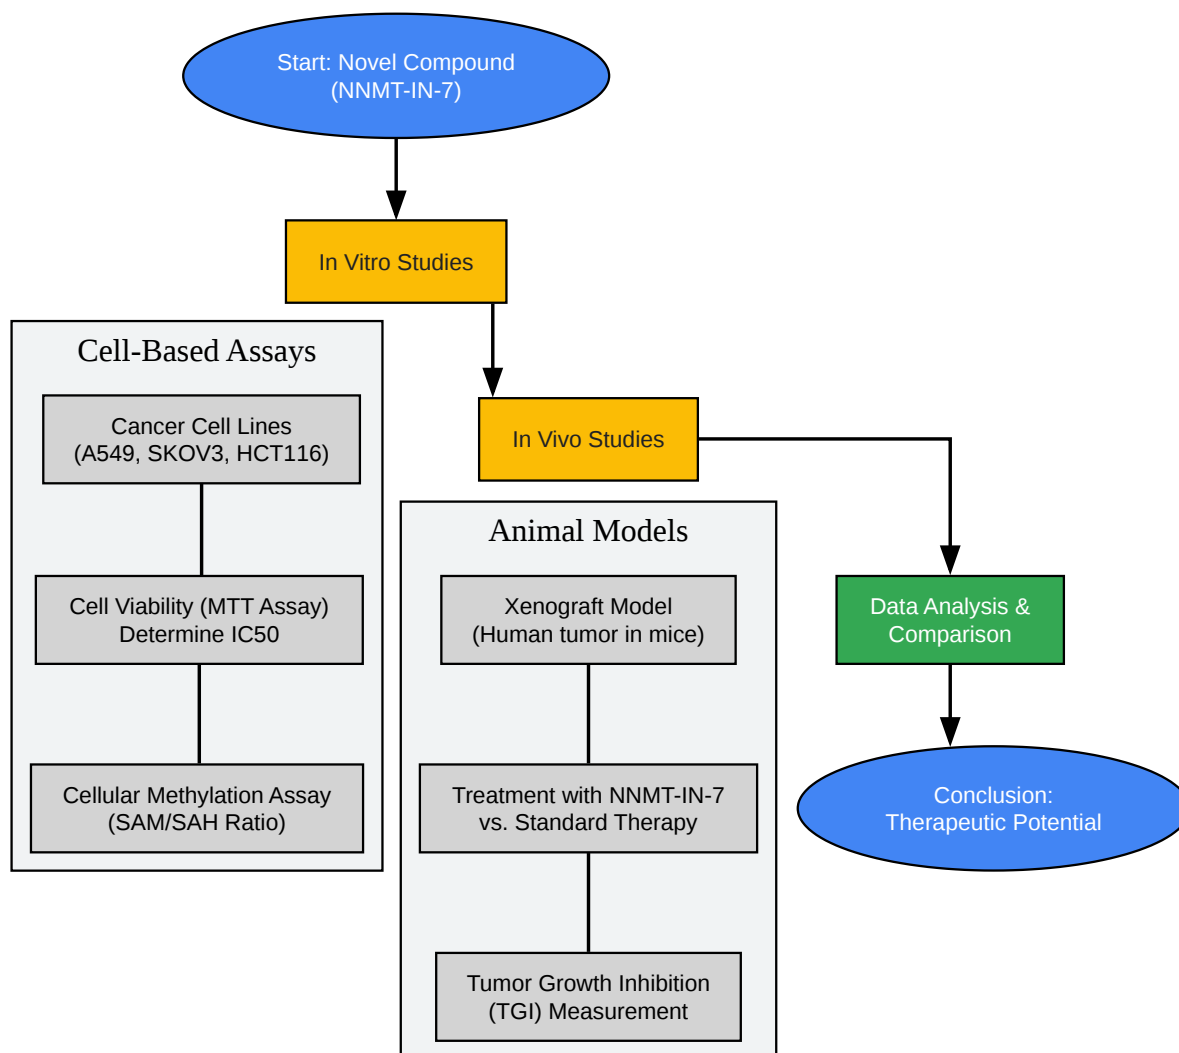 Start: Novel Compound
(NNMT-IN-7)
In Vitro Studies
Cell-Based Assays
Cancer Cell Lines
(A549, SKOV3, HCT116)
Cell Viability (MTT Assay)
Determine IC50
Cellular Methylation Assay
(SAM/SAH Ratio)
In Vivo Studies
Animal Models
Xenograft Model
(Human tumor in mice)
Treatment with NNMT-IN-7
vs. Standard Therapy
Tumor Growth Inhibition
(TGI) Measurement
Data Analysis &
Comparison
Conclusion:
Therapeutic Potential